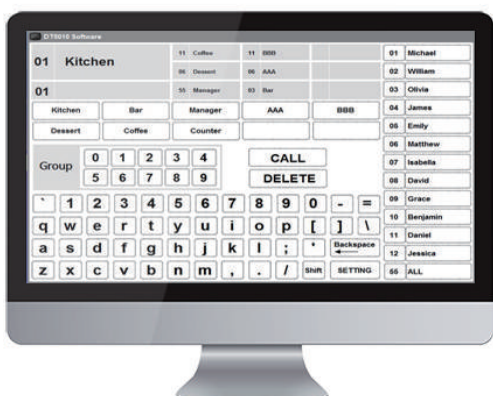 DT8010 Software
01 Kitchen
11 Coffee 11 BBB
06 Dessert 06 AAA
01
55 Manager 03 Bar
Kitchen Bar Manager AAA BBB
Dessert Coffee Counter
Group
0 1 2 3 4
5 6 7 8 9
CALL
DELETE
` 1 2 3 4 5 6 7 8 9 0 - =
q w e r t y u i o p [ ] \
a s d f g h j k l ; ' Backspace
z x c v b n m , . / Shift SETTING
01 Michael
02 William
03 Olivia
04 James
05 Emily
06 Matthew
07 Isabella
08 David
09 Grace
10 Benjamin
11 Daniel
12 Jessica
55 ALL